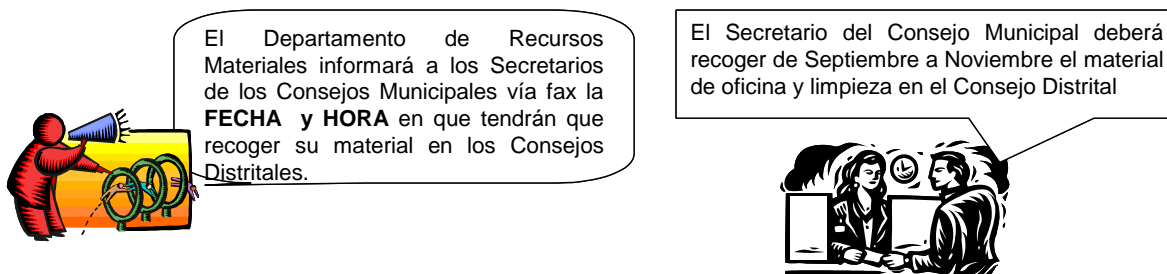 El Departamento de Recursos
Materiales informará a los Secretarios
de los Consejos Municipales vía fax la
FECHA y HORA en que tendrán que
recoger su material en los Consejos
Distritales.
El Secretario del Consejo Municipal deberá
recoger de Septiembre a Noviembre el material
de oficina y limpieza en el Consejo Distrital